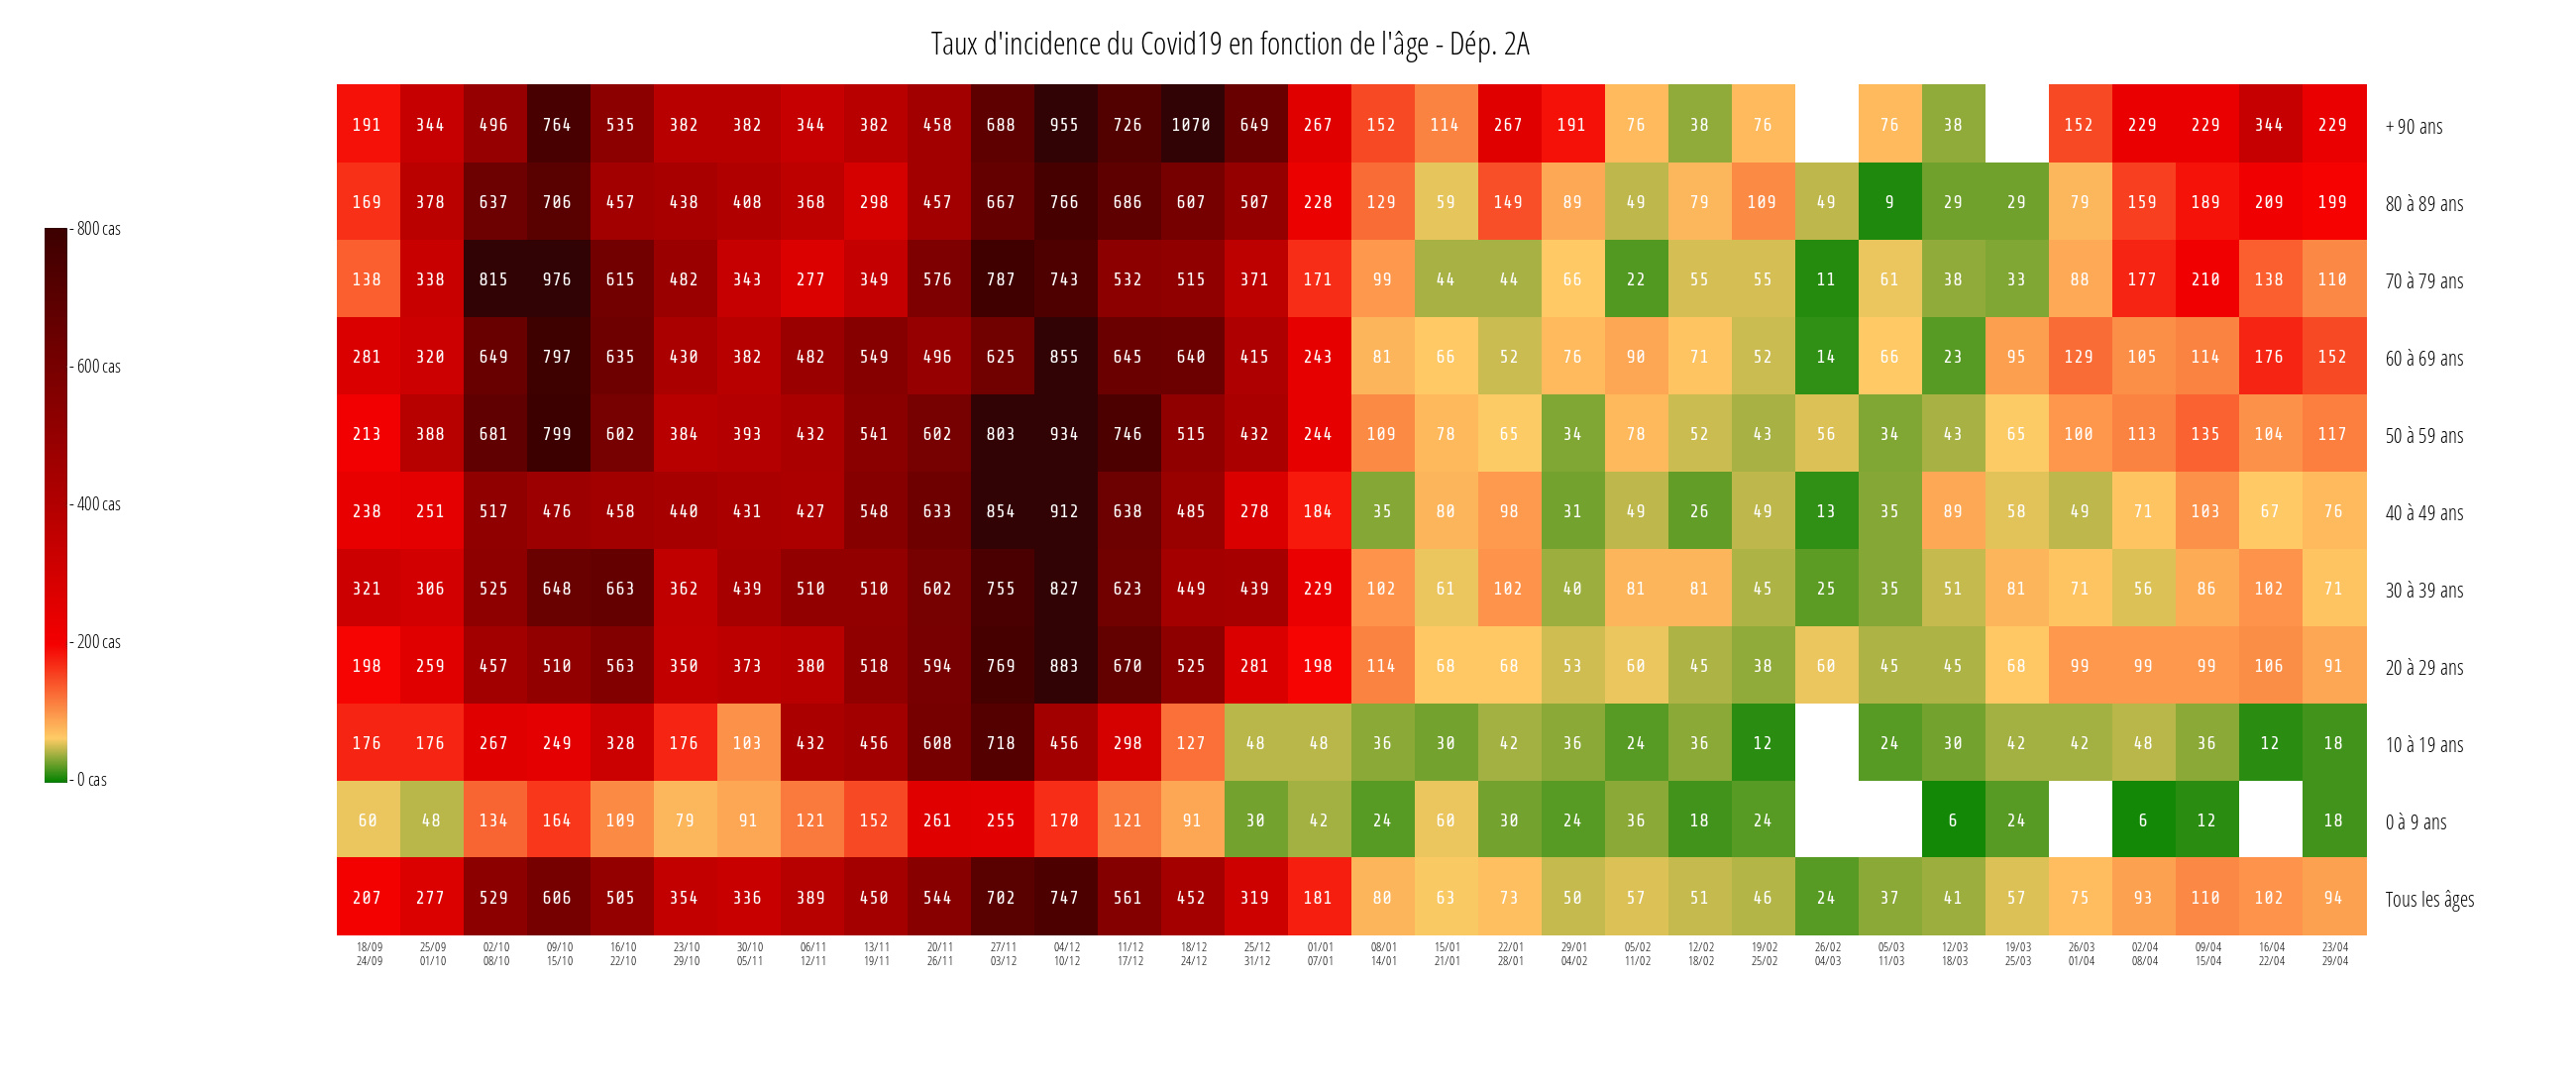 Taux d'incidence du Covid19 en fonction de l'âge - Dép. 2A
- 800 cas
- 600 cas
- 400 cas
- 200 cas
- 0 cas
191 344 496 764 535 382 382 344 382 458 688 955 726 1070 649 267 152 114 267 191 76 38 76 76 38 152 229 229 344 229 + 90 ans
169 378 637 706 457 438 408 368 298 457 667 766 686 607 507 228 129 59 149 89 49 79 109 49 9 29 29 79 159 189 209 199 80 à 89 ans
138 338 815 976 615 482 343 277 349 576 787 743 532 515 371 171 99 44 44 66 22 55 55 11 61 38 33 88 177 210 138 110 70 à 79 ans
281 320 649 797 635 430 382 482 549 496 625 855 645 640 415 243 81 66 52 76 90 71 52 14 66 23 95 129 105 114 176 152 60 à 69 ans
213 388 681 799 602 384 393 432 541 602 803 934 746 515 432 244 109 78 65 34 78 52 43 56 34 43 65 100 113 135 104 117 50 à 59 ans
238 251 517 476 458 440 431 427 548 633 854 912 638 485 278 184 35 80 98 31 49 26 49 13 35 89 58 49 71 103 67 76 40 à 49 ans
321 306 525 648 663 362 439 510 510 602 755 827 623 449 439 229 102 61 102 40 81 81 45 25 35 51 81 71 56 86 102 71 30 à 39 ans
198 259 457 510 563 350 373 380 518 594 769 883 670 525 281 198 114 68 68 53 60 45 38 60 45 45 68 99 99 99 106 91 20 à 29 ans
176 176 267 249 328 176 103 432 456 608 718 456 298 127 48 48 36 30 42 36 24 36 12 24 30 42 42 48 36 12 18 10 à 19 ans
60 48 134 164 109 79 91 121 152 261 255 170 121 91 30 42 24 60 30 24 36 18 24 6 24 6 12 18 0 à 9 ans
207 277 529 606 505 354 336 389 450 544 702 747 561 452 319 181 80 63 73 50 57 51 46 24 37 41 57 75 93 110 102 94 Tous les âges
18/09 25/09 02/10 09/10 16/10 23/10 30/10 06/11 13/11 20/11 27/11 04/12 11/12 18/12 25/12 01/01 08/01 15/01 22/01 29/01 05/02 12/02 19/02 26/02 05/03 12/03 19/03 26/03 02/04 09/04 16/04 23/04
24/09 01/10 08/10 15/10 22/10 29/10 05/11 12/11 19/11 26/11 03/12 10/12 17/12 24/12 31/12 07/01 14/01 21/01 28/01 04/02 11/02 18/02 25/02 04/03 11/03 18/03 25/03 01/04 08/04 15/04 22/04 29/04